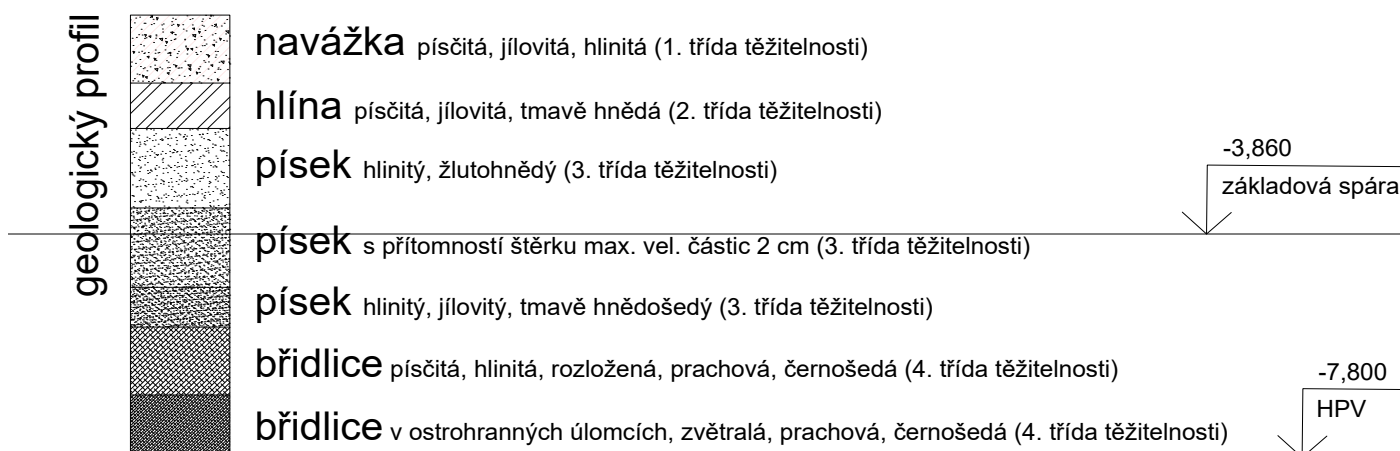 geologický profil
navážka písčitá, jílovitá, hlinitá (1. třída těžitelnosti)
hlína písčitá, jílovitá, tmavě hnědá (2. třída těžitelnosti)
písek hlinitý, žlutohnědý (3. třída těžitelnosti)
-3,860
základová spára
písek s přítomností štěrku max. vel. částic 2 cm (3. třída těžitelnosti)
písek hlinitý, jílovitý, tmavě hnědošedý (3. třída těžitelnosti)
břidlice písčitá, hlinitá, rozložená, prachová, černošedá (4. třída těžitelnosti)
-7,800
HPV
břidlice v ostrohranných úlomcích, zvětralá, prachová, černošedá (4. třída těžitelnosti)